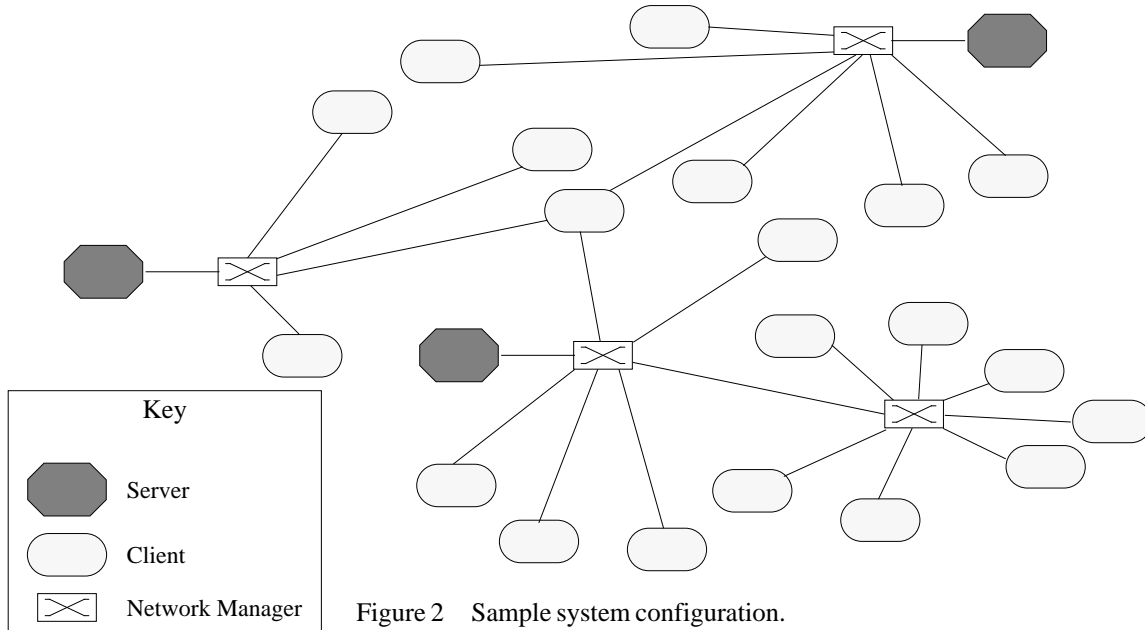 Key
Server
Client
Network Manager
Figure 2 Sample system configuration.